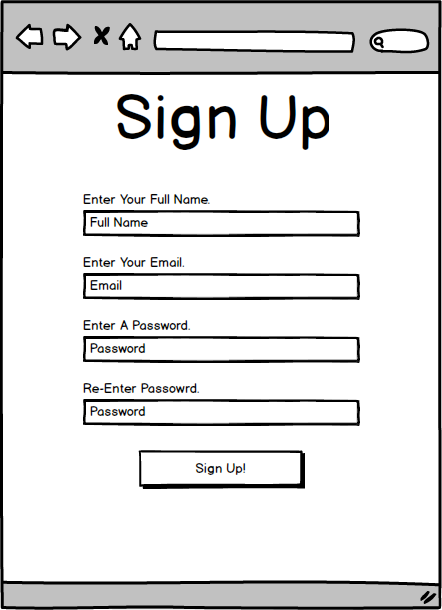 Sign Up
Enter Your Full Name.
Full Name
Enter Your Email.
Email
Enter A Password.
Password
Re-Enter Passowrd.
Password
Sign Up!